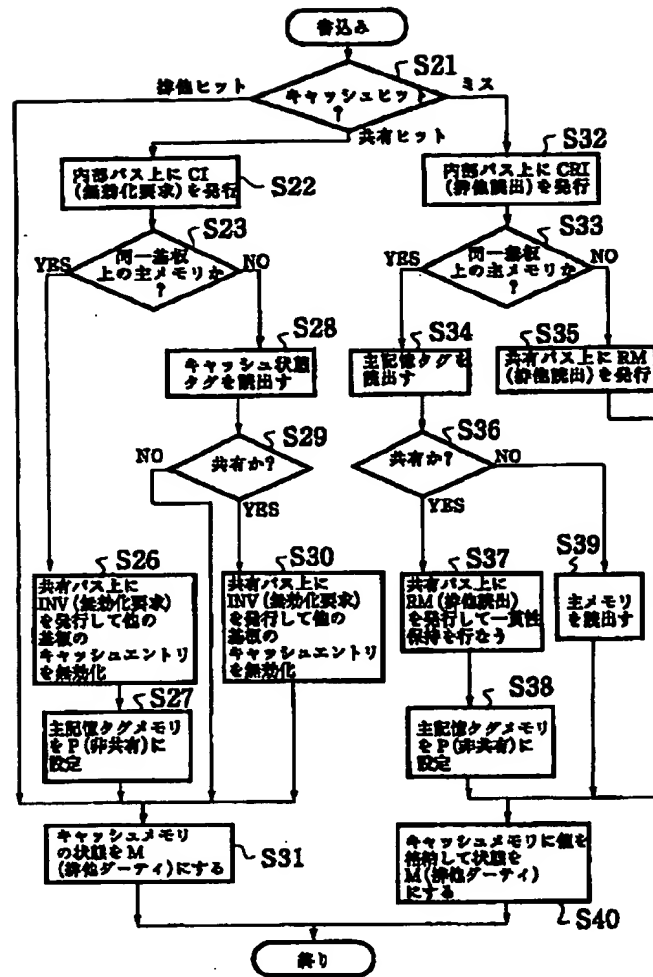 書込み
S21
排他ヒット
キャッシュヒット
?
ミス
共有ヒット
内部バス上に CI
(無効化要求)を発行
S22
S32
内部バス上に CRI
(排他読出)を発行
S23
YES
同一基板
上の主メモリか
?
NO
S33
YES
同一基板
上の主メモリか
?
NO
S28
キャッシュ状態
タグを読出す
S34
主記憶タグを
読出す
S35
共有バス上に RM
(排他読出)を発行
S29
NO
共有か?
YES
S36
共有か?
NO
YES
S26
共有バス上に
INV(無効化要求)
を発行して他の
基板の
キャッシュエントリ
を無効化
S30
共有バス上に
INV(無効化要求)
を発行して他の
基板の
キャッシュエントリ
を無効化
S37
共有バス上に
RM(排他読出)
を発行して一貫性
保持を行なう
S39
主メモリ
を読出す
S27
主記憶タグメモリ
をP(非共有)に
設定
S38
主記憶タグメモリ
をP(非共有)に
設定
キャッシュメモリ
の状態をM
(排他ダーティ)にする
S31
キャッシュメモリに値を
格納して状態を
M(排他ダーティ)
にする
S40
終り